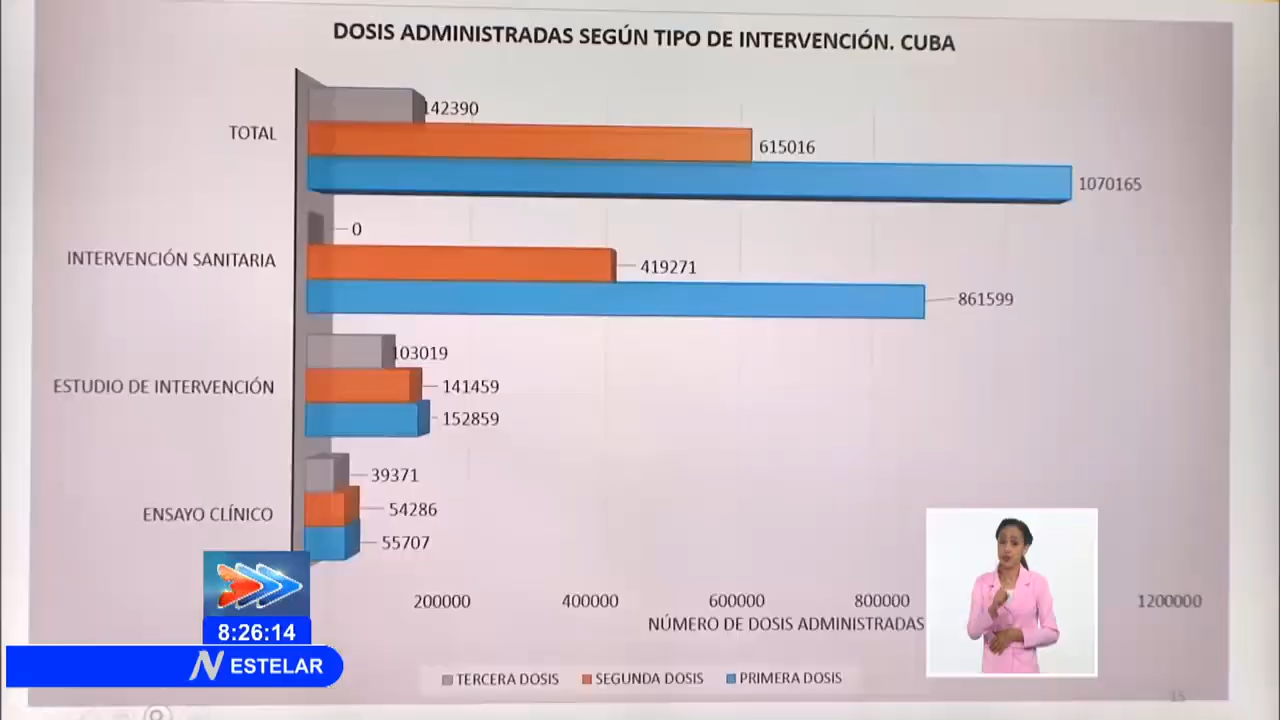 DOSIS ADMINISTRADAS SEGÚN TIPO DE INTERVENCIÓN. CUBA
142390
TOTAL
615016
1070165
0
INTERVENCIÓN SANITARIA
419271
861599
103019
ESTUDIO DE INTERVENCIÓN
141459
152859
39371
ENSAYO CLÍNICO
54286
55707
200000 400000 600000 800000 1200000
NÚMERO DE DOSIS ADMINISTRADAS
8:26:14
N ESTELAR
TERCERA DOSIS SEGUNDA DOSIS PRIMERA DOSIS
15